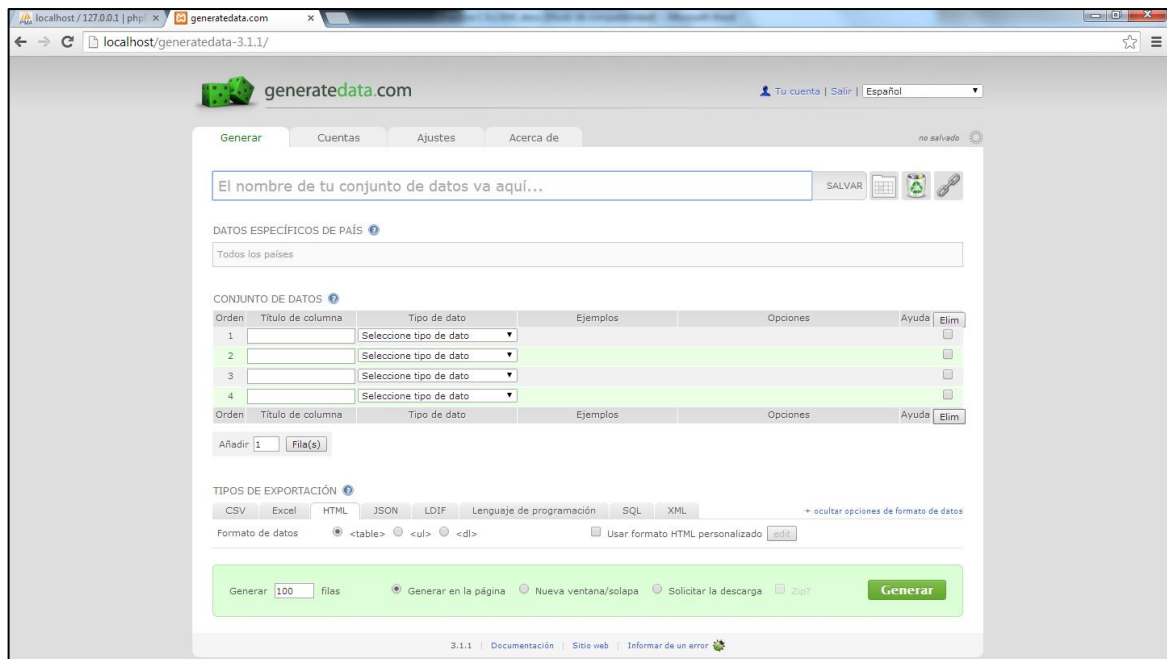 localhost / 127.0.0.1 | phpl
generatedata.com
localhost/generatedata-3.1.1/
generatedata.com
Tu cuenta | Salir | Español
Generar Cuentas Ajustes Acerca de no salvado
El nombre de tu conjunto de datos va aquí... SALVAR
DATOS ESPECÍFICOS DE PAÍS ?
Todos los países
CONJUNTO DE DATOS ?
Orden Título de columna Tipo de dato Ejemplos Opciones Ayuda Elim
1 Seleccione tipo de dato
2 Seleccione tipo de dato
3 Seleccione tipo de dato
4 Seleccione tipo de dato
Orden Título de columna Tipo de dato Ejemplos Opciones Ayuda Elim
Añadir 1 Fila(s)
TIPOS DE EXPORTACIÓN ?
CSV Excel HTML JSON LDIF Lenguaje de programación SQL XML + ocultar opciones de formato de datos
Formato de datos <table> <ul> <dl> Usar formato HTML personalizado edit
Generar 100 filas Generar en la página Nueva ventana/solapa Solicitar la descarga Zip? Generar
3.1.1 | Documentación | Sitio web | Informar de un error